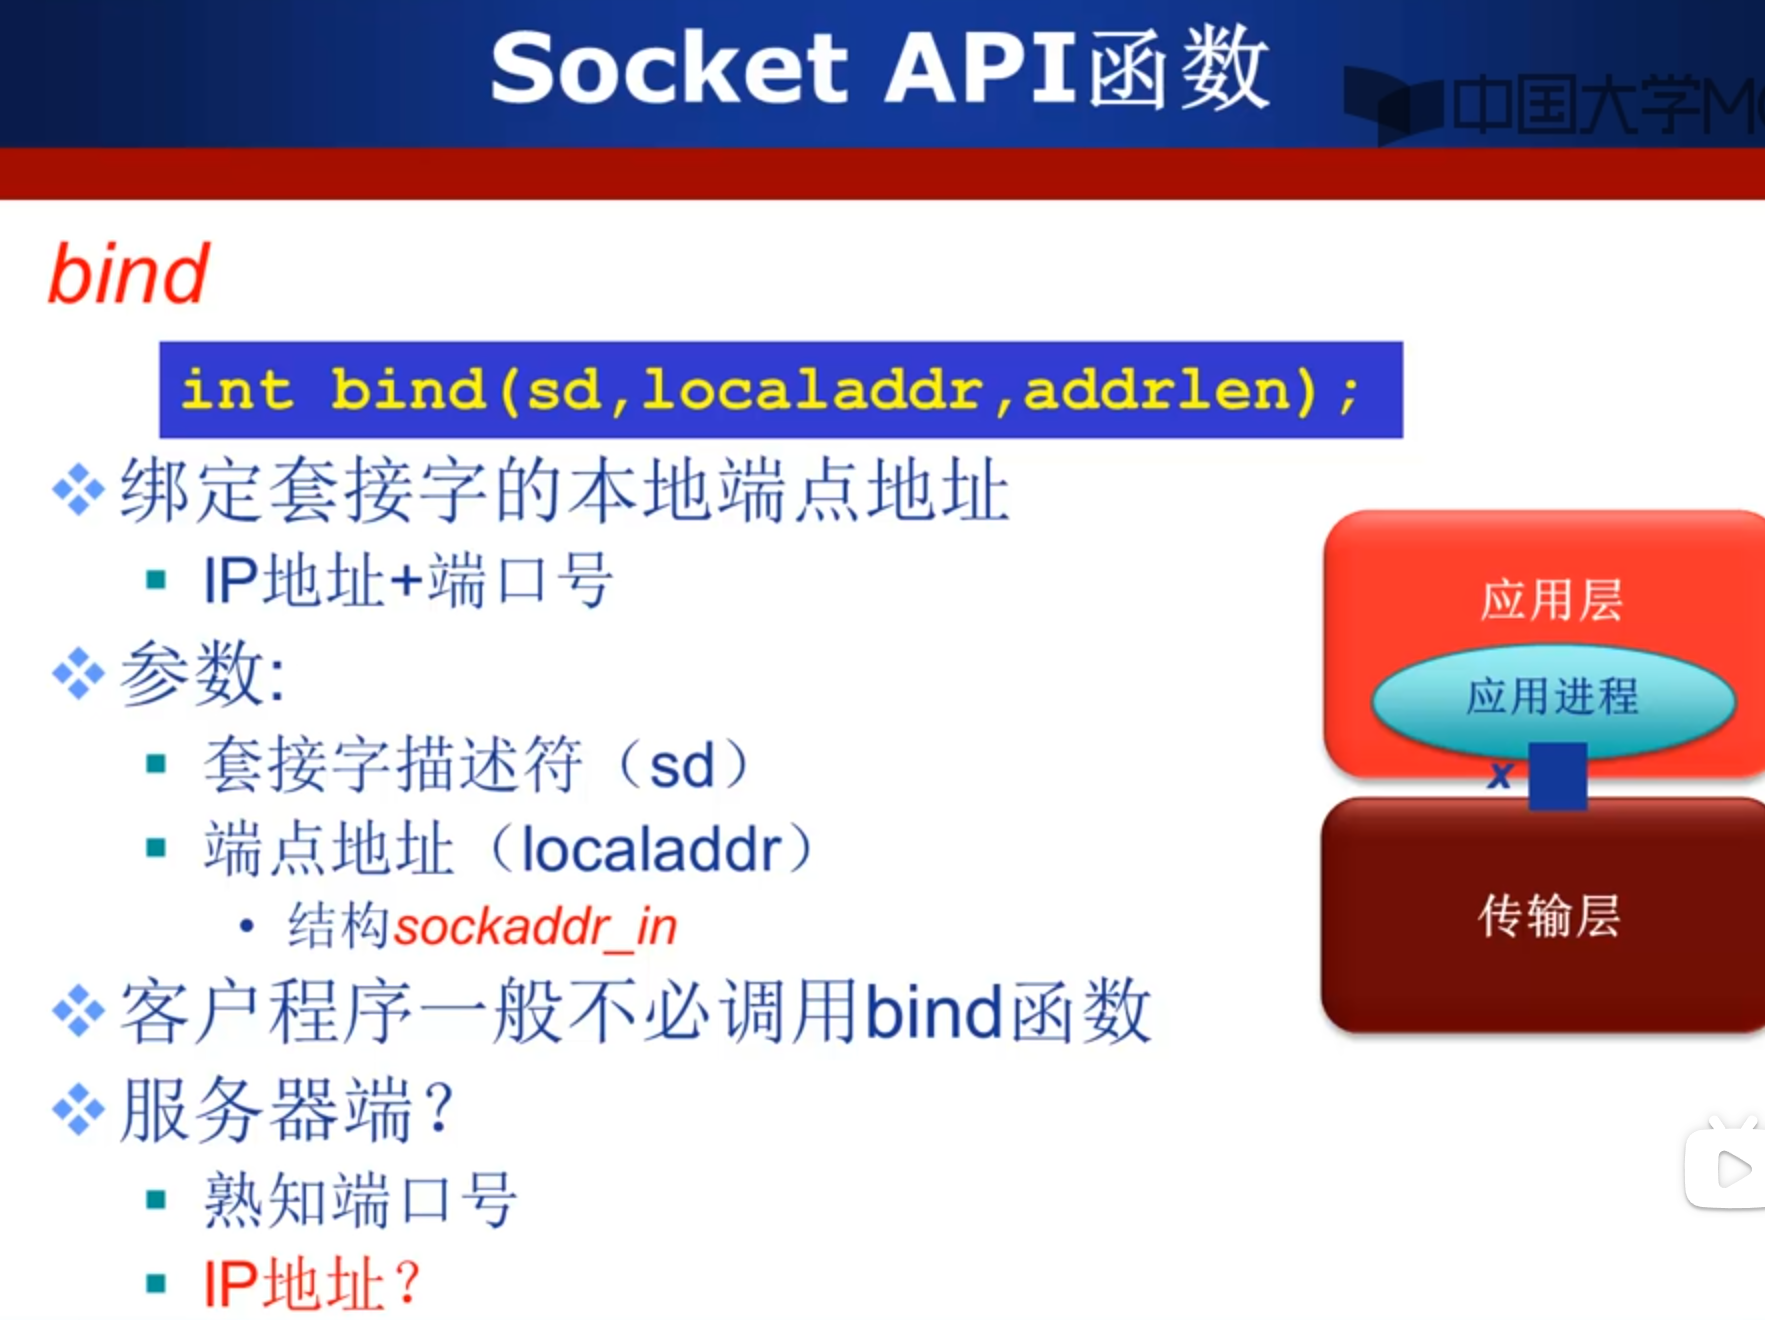 Socket API函数
中国大学M
bind
int bind(sd,localaddr,addrlen);
绑定套接字的本地端点地址
IP地址+端口号
参数:
套接字描述符（sd）
端点地址（localaddr）
结构sockaddr_in
客户程序一般不必调用bind函数
服务器端？
熟知端口号
IP地址？
应用层
应用进程
x
传输层